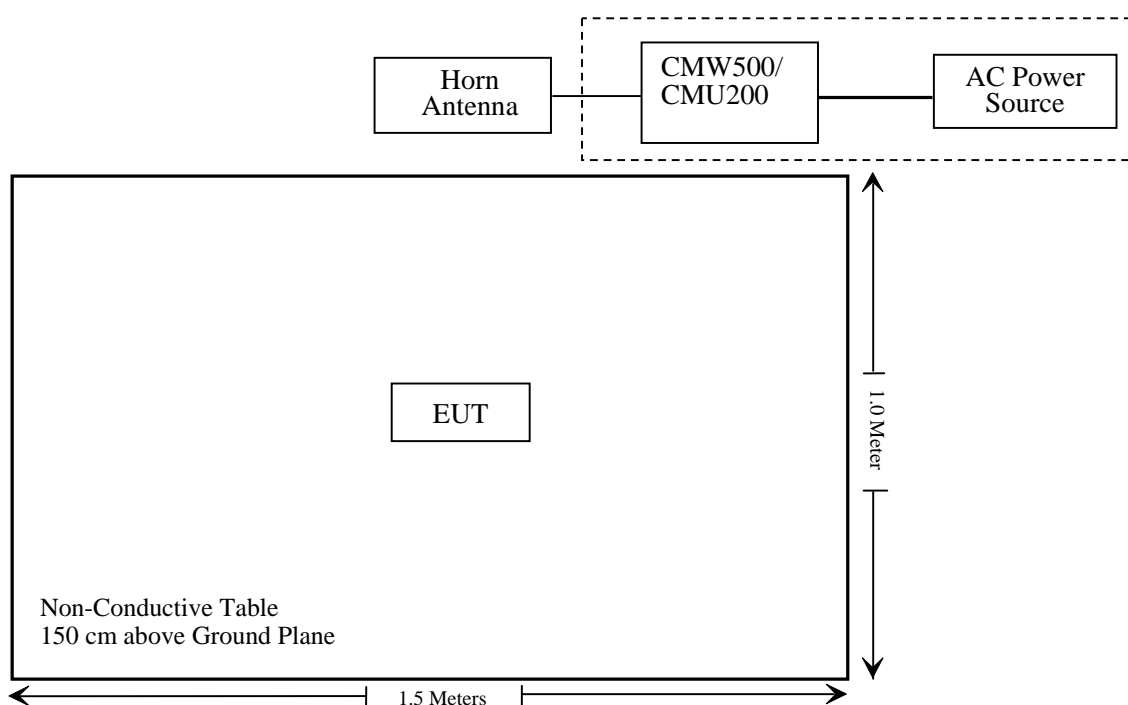 Horn
Antenna
CMW500/
CMU200
AC Power
Source
EUT
1.0 Meter
Non-Conductive Table
150 cm above Ground Plane
1.5 Meters